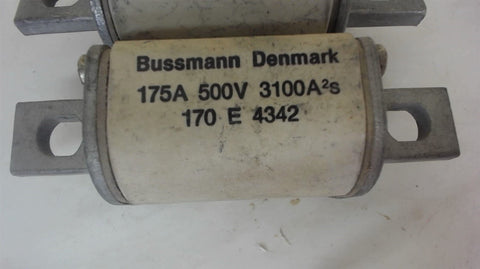 Bussmann Denmark
175A 500V 3100A²s
170 E 4342